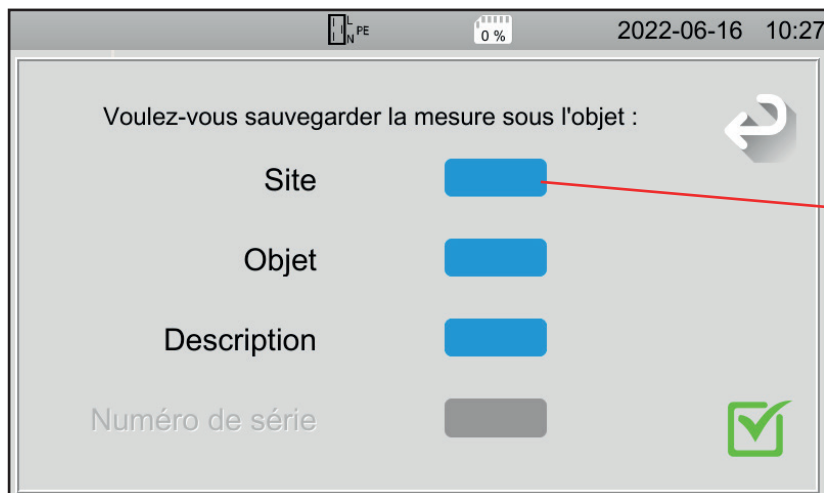 L
N PE
0 %
2022-06-16 10:27
Voulez-vous sauvegarder la mesure sous l'objet :
Site
Objet
Description
Numéro de série